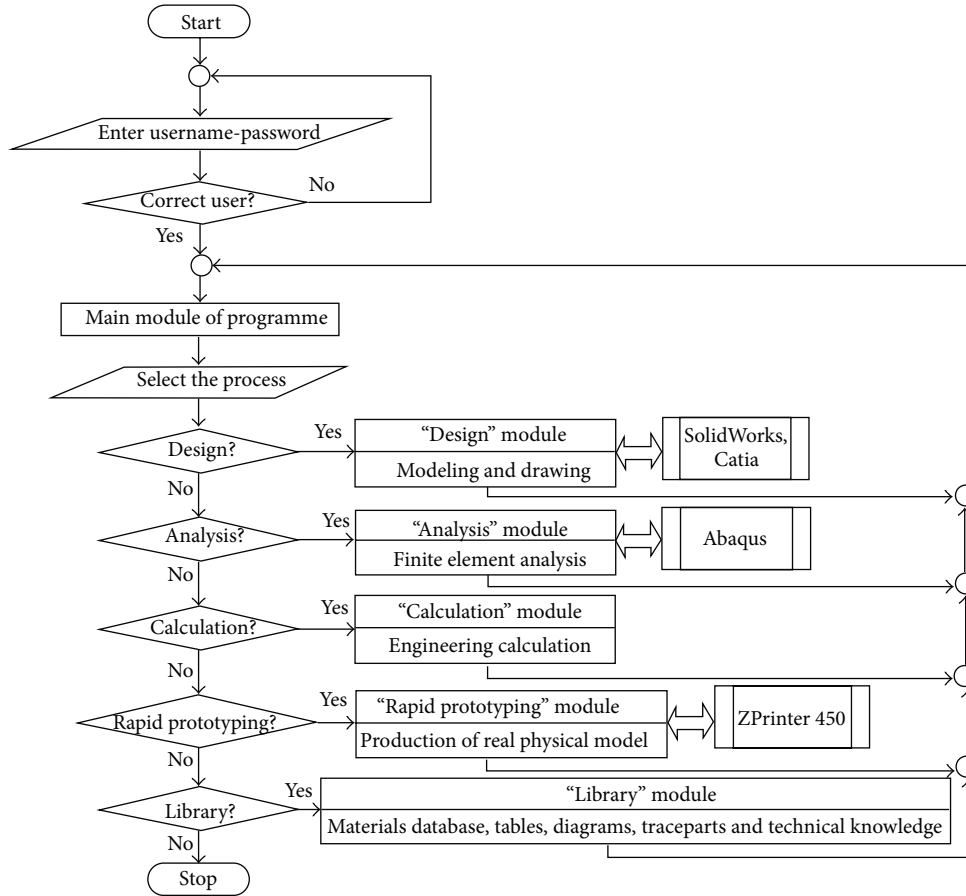 Start
Enter username-password
Correct user?
No
Yes
Main module of programme
Select the process
Design?
Yes
“Design” module
Modeling and drawing
SolidWorks,
Catia
No
Analysis?
Yes
“Analysis” module
Finite element analysis
Abaqus
No
Calculation?
Yes
“Calculation” module
Engineering calculation
No
Rapid prototyping?
Yes
“Rapid prototyping” module
Production of real physical model
ZPrinter 450
No
Library?
Yes
“Library” module
Materials database, tables, diagrams, traceparts and technical knowledge
No
Stop